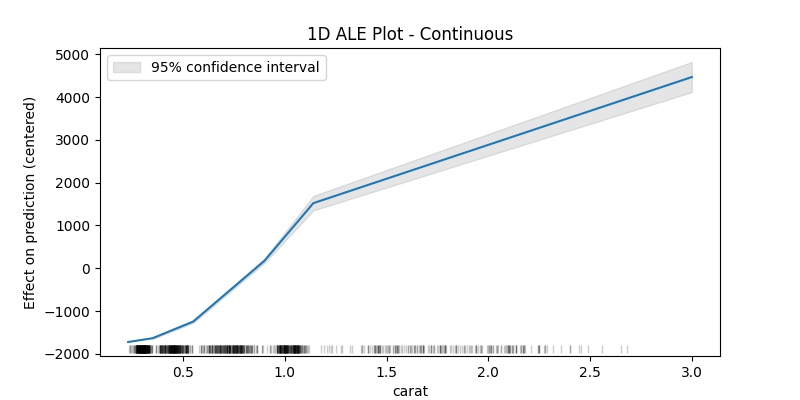 1D ALE Plot - Continuous
95% confidence interval
Effect on prediction (centered)
5000
4000
3000
2000
1000
0
−1000
−2000
0.5 1.0 1.5 2.0 2.5 3.0
carat